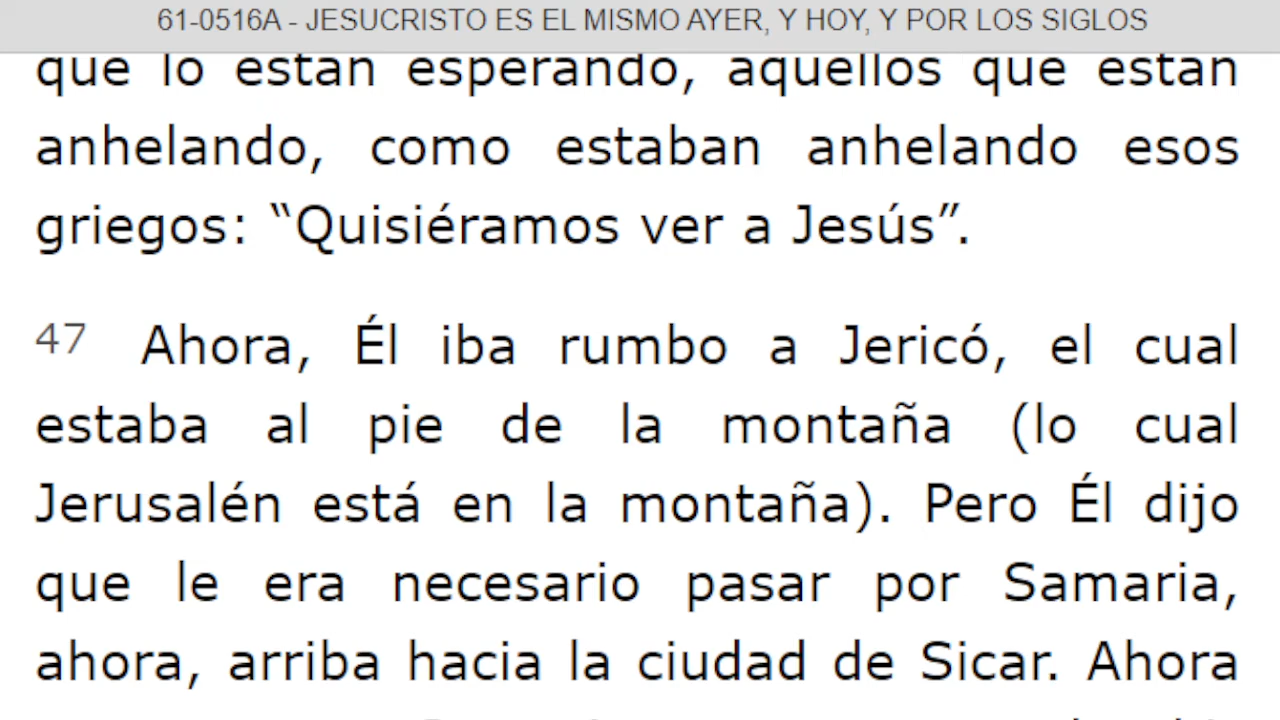 61-0516A - JESUCRISTO ES EL MISMO AYER, Y HOY, Y POR LOS SIGLOS
que lo están esperando, aquellos que están
anhelando, como estaban anhelando esos
griegos: “Quisiéramos ver a Jesús”.
47 Ahora, Él iba rumbo a Jericó, el cual
estaba al pie de la montaña (lo cual
Jerusalén está en la montaña). Pero Él dijo
que le era necesario pasar por Samaria,
ahora, arriba hacia la ciudad de Sicar. Ahora